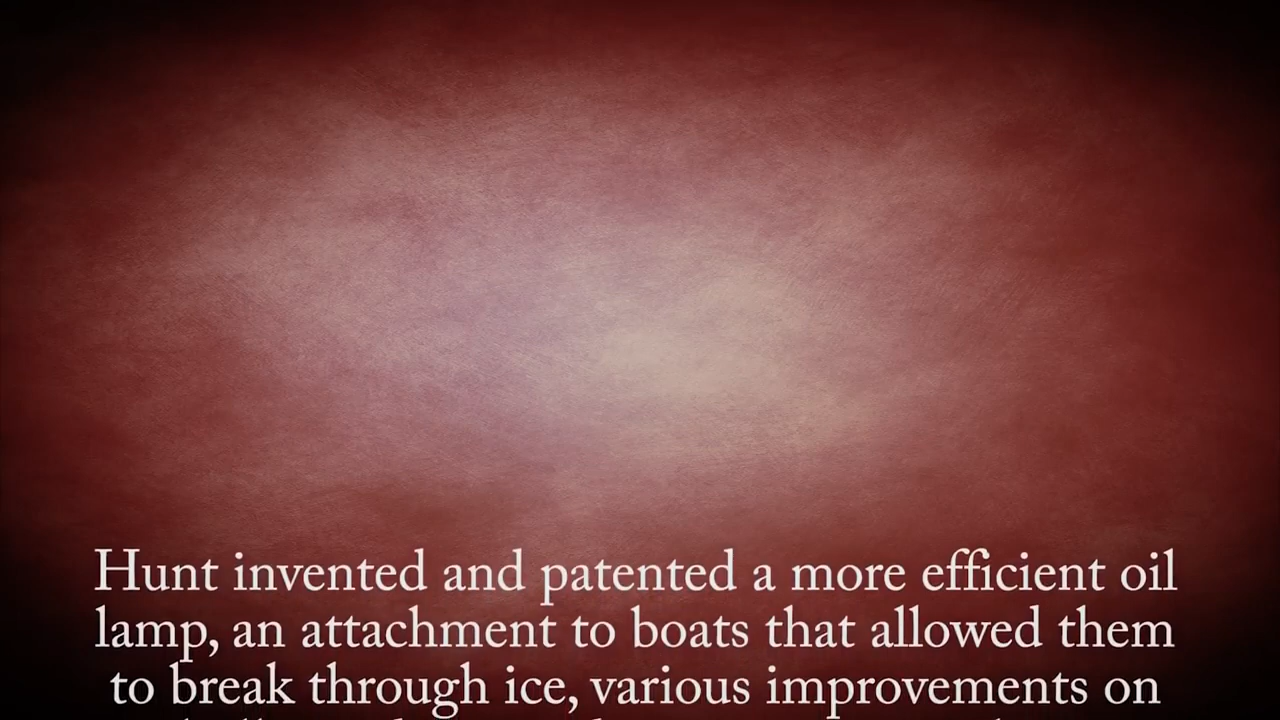 Hunt invented and patented a more efficient oil
lamp, an attachment to boats that allowed them
to break through ice, various improvements on